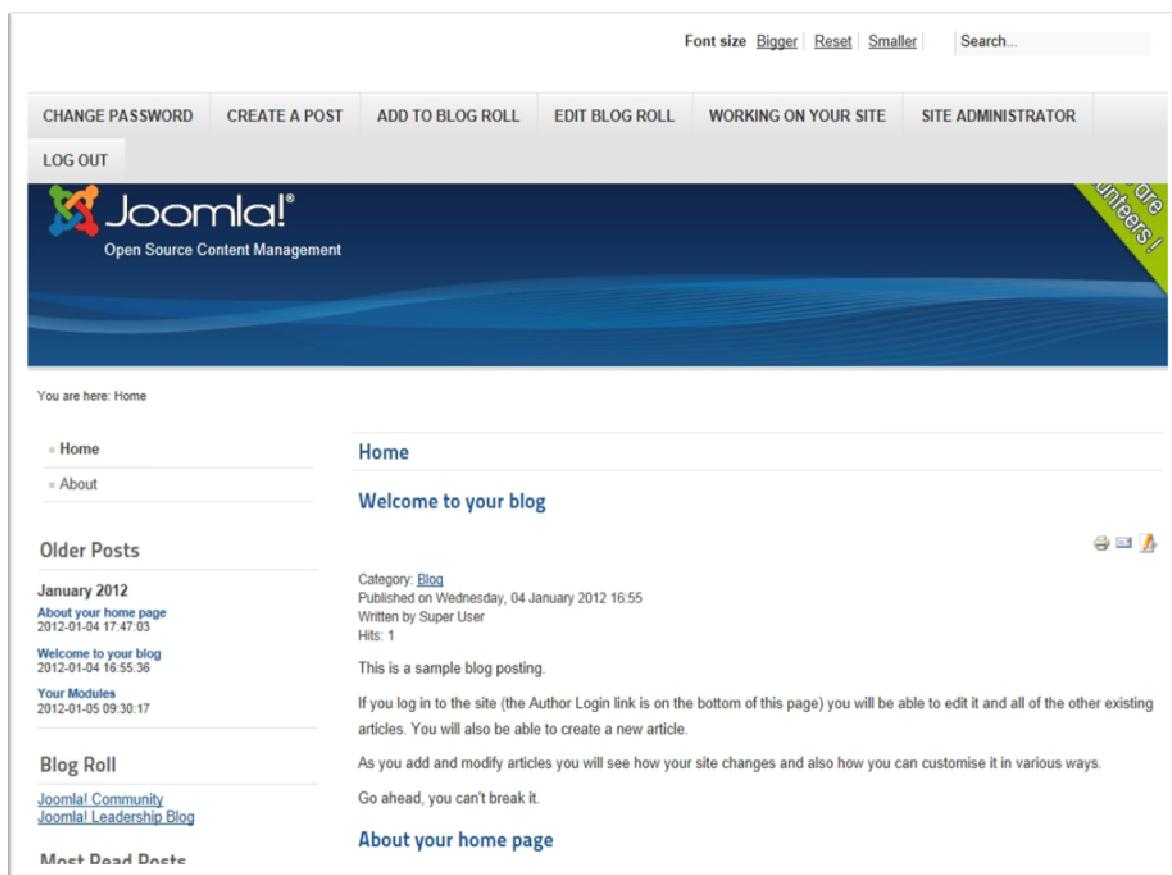 Font size Bigger Reset Smaller Search...
CHANGE PASSWORD CREATE A POST ADD TO BLOG ROLL EDIT BLOG ROLL WORKING ON YOUR SITE SITE ADMINISTRATOR
LOG OUT
Joomla!®
Open Source Content Management
are
You are here: Home
Home
About
Older Posts
January 2012
About your home page
2012-01-04 17:47:03
Welcome to your blog
2012-01-04 16:55:36
Your Modules
2012-01-05 09:30:17
Blog Roll
Joomla! Community
Joomla! Leadership Blog
Most Read Posts
Home
Welcome to your blog
Category: Blog
Published on Wednesday, 04 January 2012 16:55
Written by Super User
Hits: 1
This is a sample blog posting.
If you log in to the site (the Author Login link is on the bottom of this page) you will be able to edit it and all of the other existing
articles. You will also be able to create a new article.
As you add and modify articles you will see how your site changes and also how you can customise it in various ways.
Go ahead, you can't break it.
About your home page